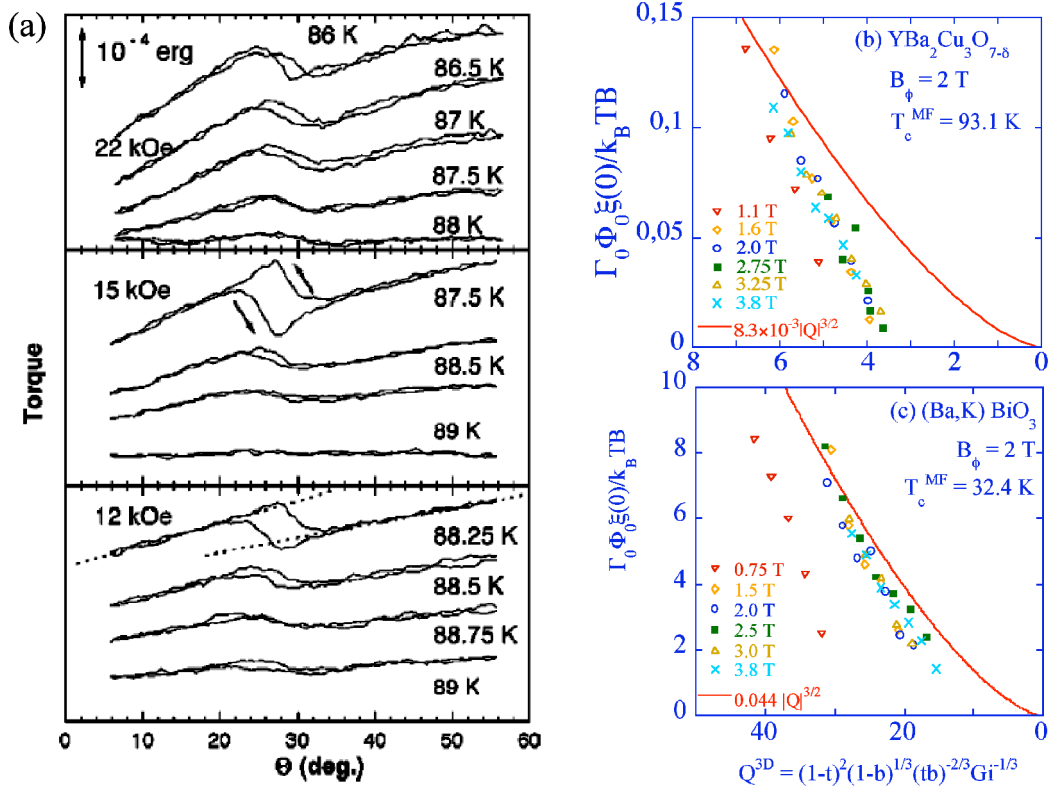 (a)
10⁻⁴ erg
86 K
86.5 K
87 K
22 kOe
87.5 K
88 K
15 kOe
87.5 K
88.5 K
89 K
12 kOe
88.25 K
88.5 K
88.75 K
89 K
Torque
0 10 20 30 40 50 60
Θ (deg.)
0,15
0,1
0,05
0
(b) YBa₂Cu₃O₇₋δ
B_ϕ = 2 T
T_c^MF = 93.1 K
1.1 T
1.6 T
2.0 T
2.75 T
3.25 T
3.8 T
8.3×10⁻³|Q|^3/2
Γ₀Φ₀ξ(0)/k_BTB
8 6 4 2 0
10
8
6
4
2
0
(c) (Ba,K) BiO₃
B_ϕ = 2 T
T_c^MF = 32.4 K
0.75 T
1.5 T
2.0 T
2.5 T
3.0 T
3.8 T
0.044 |Q|^3/2
Γ₀Φ₀ξ(0)/k_BTB
40 20 0
60
Q^3D = (1-t)²(1-b)^1/3(tb)^-2/3Gi^-1/3